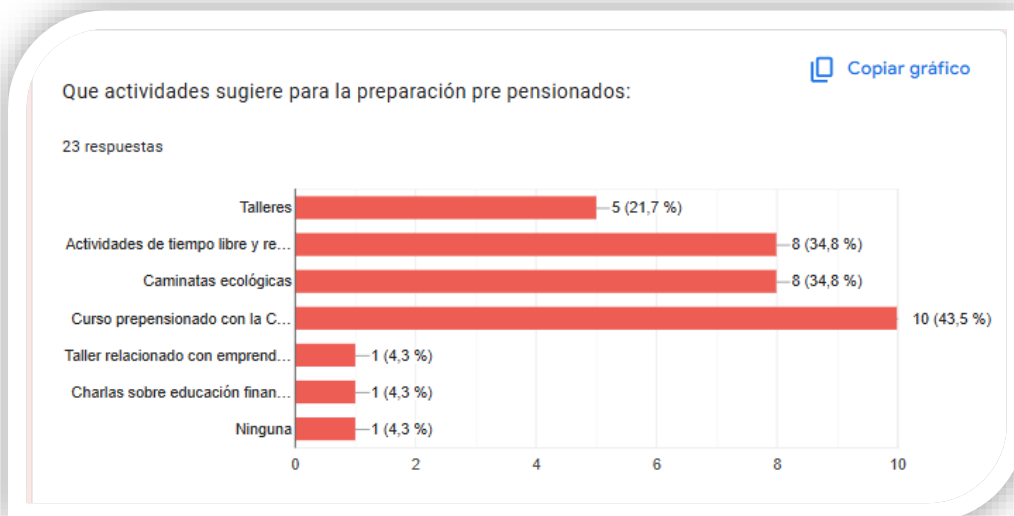 Copiar gráfico
Que actividades sugiere para la preparación pre pensionados:
23 respuestas
Talleres 5 (21,7 %)
Actividades de tiempo libre y re... 8 (34,8 %)
Caminatas ecológicas 8 (34,8 %)
Curso prepensionado con la C... 10 (43,5 %)
Taller relacionado con emprend... 1 (4,3 %)
Charlas sobre educación finan... 1 (4,3 %)
Ninguna 1 (4,3 %)
0 2 4 6 8 10